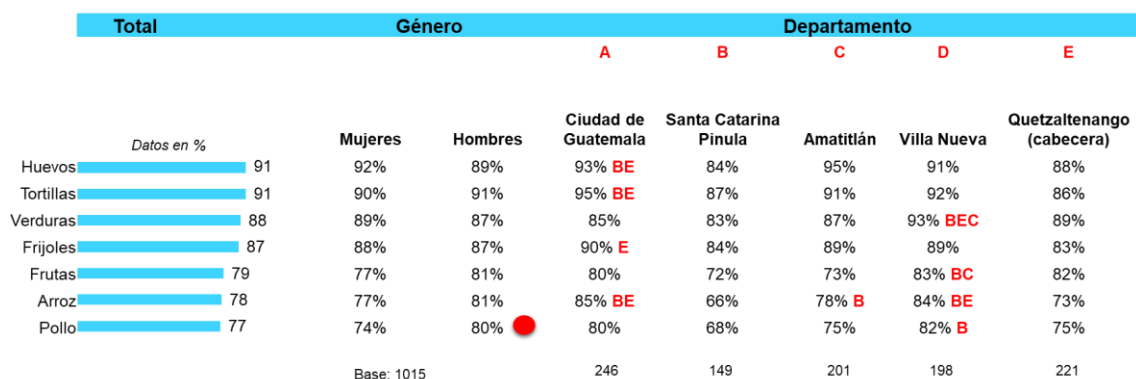 Total Género Departamento
A B C D E
Datos en % Mujeres Hombres Ciudad de Guatemala Santa Catarina Pinula Amatitlán Villa Nueva Quetzaltenango (cabecera)
Huevos 91 92% 89% 93% BE 84% 95% 91% 88%
Tortillas 91 90% 91% 95% BE 87% 91% 92% 86%
Verduras 88 89% 87% 85% 83% 87% 93% BEC 89%
Frijoles 87 88% 87% 90% E 84% 89% 89% 83%
Frutas 79 77% 81% 80% 72% 73% 83% BC 82%
Arroz 78 77% 81% 85% BE 66% 78% B 84% BE 73%
Pollo 77 74% 80% 80% 68% 75% 82% B 75%
Base: 1015 246 149 201 198 221